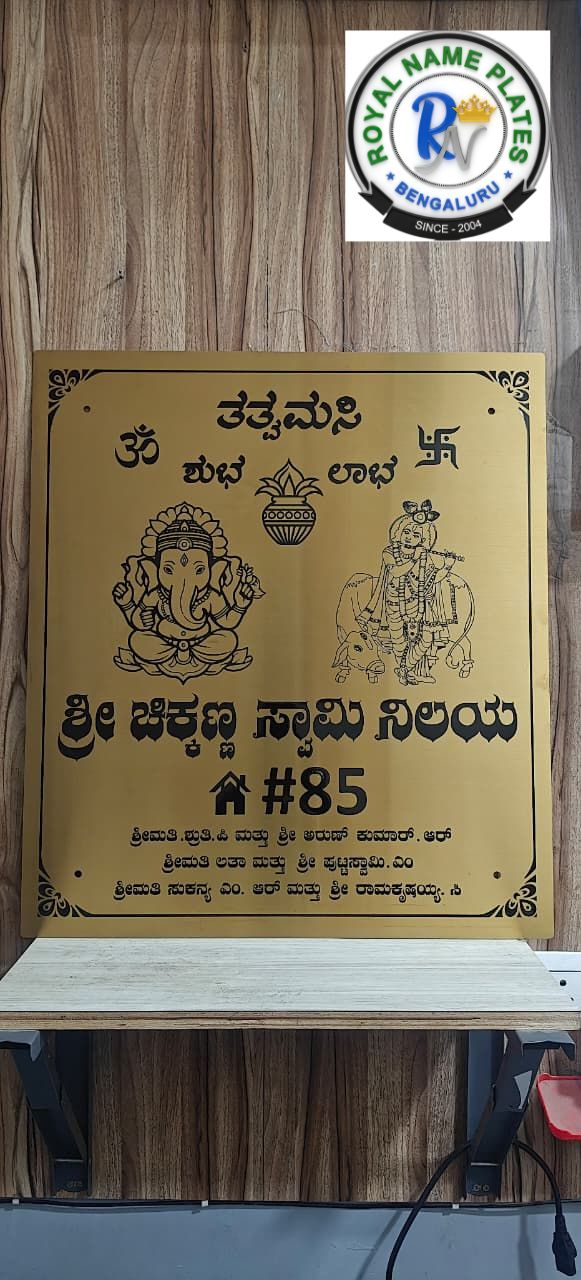 ROYAL NAME PLATES
RN
BENGALURU
SINCE - 2004
ತತ್ವಮಸಿ
ॐ
ಶುಭ ಲಾಭ
ಶ್ರೀ ಚಿಕ್ಕಣ್ಣ ಸ್ವಾಮಿ ನಿಲಯ
#85
ಶ್ರೀಮತಿ.ಶ್ರುತಿ.ಪಿ ಮತ್ತು ಶ್ರೀ ಅರುಣ್ ಕುಮಾರ್.ಆರ್
ಶ್ರೀಮತಿ ಲತಾ ಮತ್ತು ಶ್ರೀ ಪುಟ್ಟಸ್ವಾಮಿ.ಎಂ
ಶ್ರೀಮತಿ ಸುಕನ್ಯ ಎಂ. ಆರ್ ಮತ್ತು ಶ್ರೀ ರಾಮಕೃಷ್ಣಯ್ಯ. ಸಿ